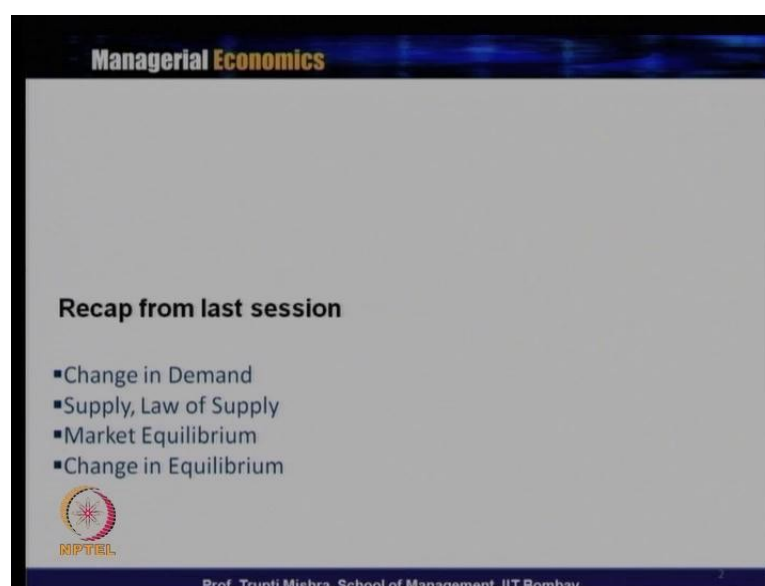 Managerial Economics
Recap from last session
▪Change in Demand
▪Supply, Law of Supply
▪Market Equilibrium
▪Change in Equilibrium
NPTEL
Prof. Trupti Mishra, School of Management, IIT Bombay
2